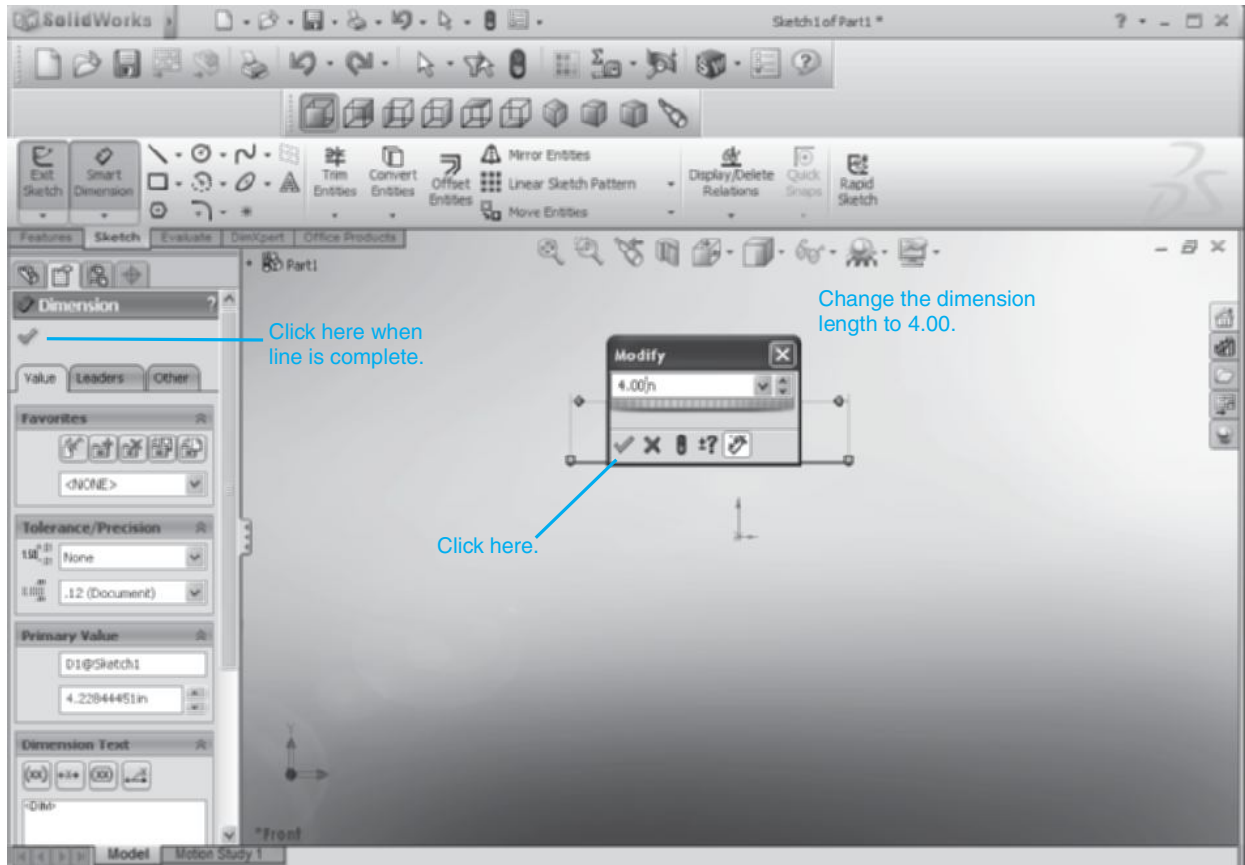 SolidWorks
Sketch1 of Part1 *
?
?
Exit Sketch
Smart Dimension
Trim Entities
Convert Entities
Offset Entities
Mirror Entities
Linear Sketch Pattern
Move Entities
Display/Delete Relations
Quick Snaps
Rapid Sketch
Features Sketch Evaluate DimXpert Office Products
Part1
Dimension ?
Click here when
line is complete.
Change the dimension
length to 4.00.
Value Leaders Other
Modify
4.00in
±?
Click here.
Favorites
<NONE>
Tolerance/Precision
None
.12 (Document)
Primary Value
D1@Sketch1
4.22844451in
Dimension Text
(xx) (xx)
<DIM>
Y
*Front
Model Motion Study 1